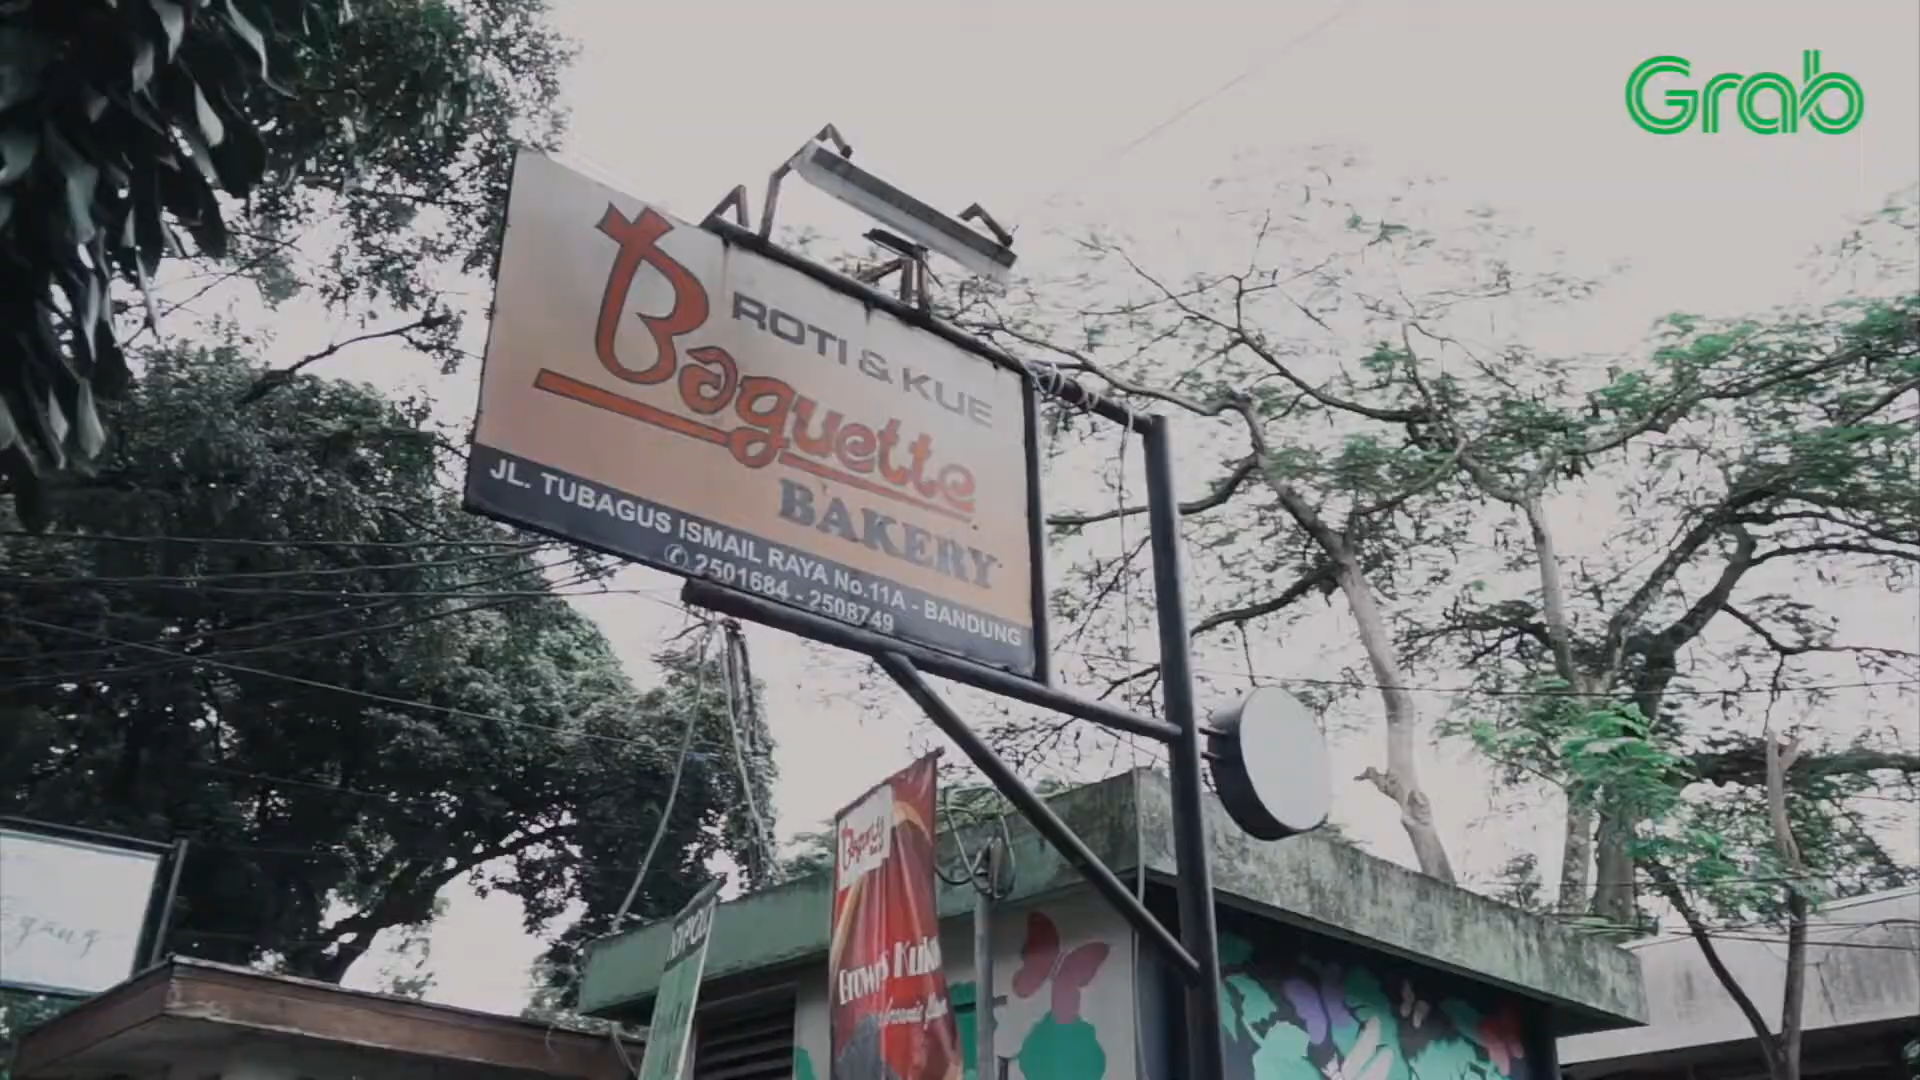 Grab
ROTI & KUE
Baguette
BAKERY
JL. TUBAGUS ISMAIL RAYA No.11A - BANDUNG
✆ 2501684 - 2508749